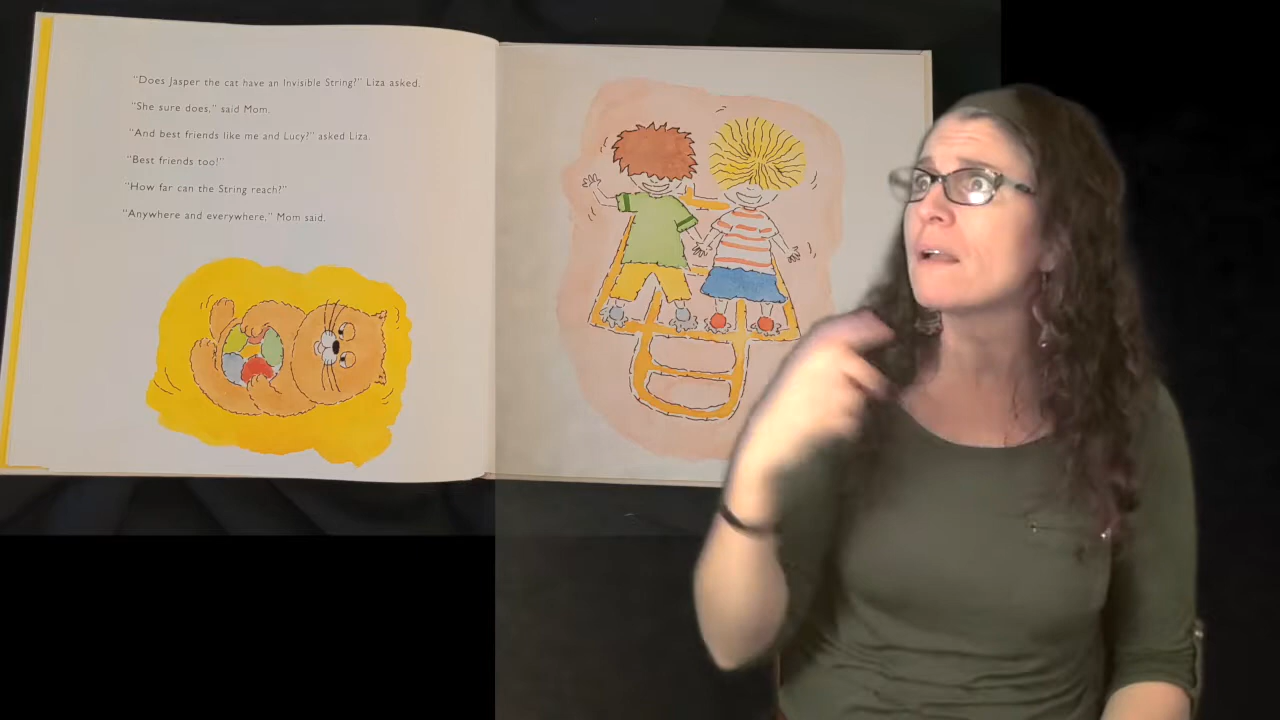 "Does Jasper the cat have an Invisible String?" Liza asked.
"She sure does," said Mom.
"And best friends like me and Lucy?" asked Liza.
"Best friends too!"
"How far can the String reach?"
"Anywhere and everywhere," Mom said.